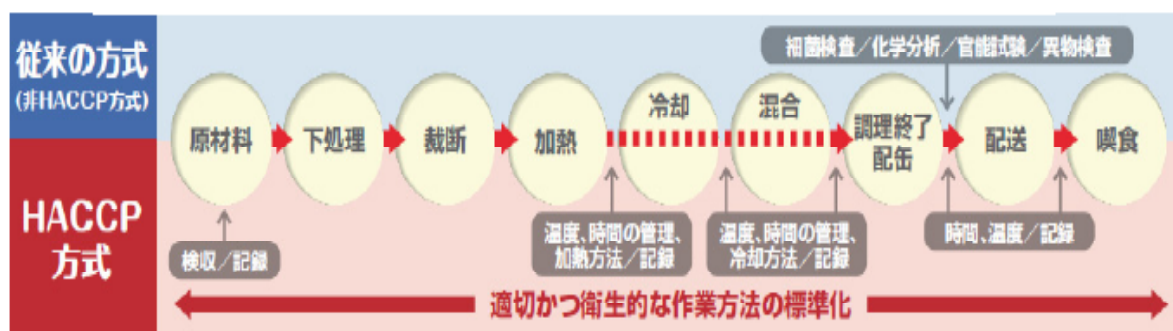 従来の方式
(非HACCP方式)
細菌検査/化学分析/官能試験/異物検査
原材料
下処理
裁断
加熱
冷却
混合
調理終了
配缶
配送
喫食
HACCP
方式
検収/記録
温度、時間の管理、
加熱方法/記録
温度、時間の管理、
冷却方法/記録
時間、温度/記録
適切かつ衛生的な作業方法の標準化